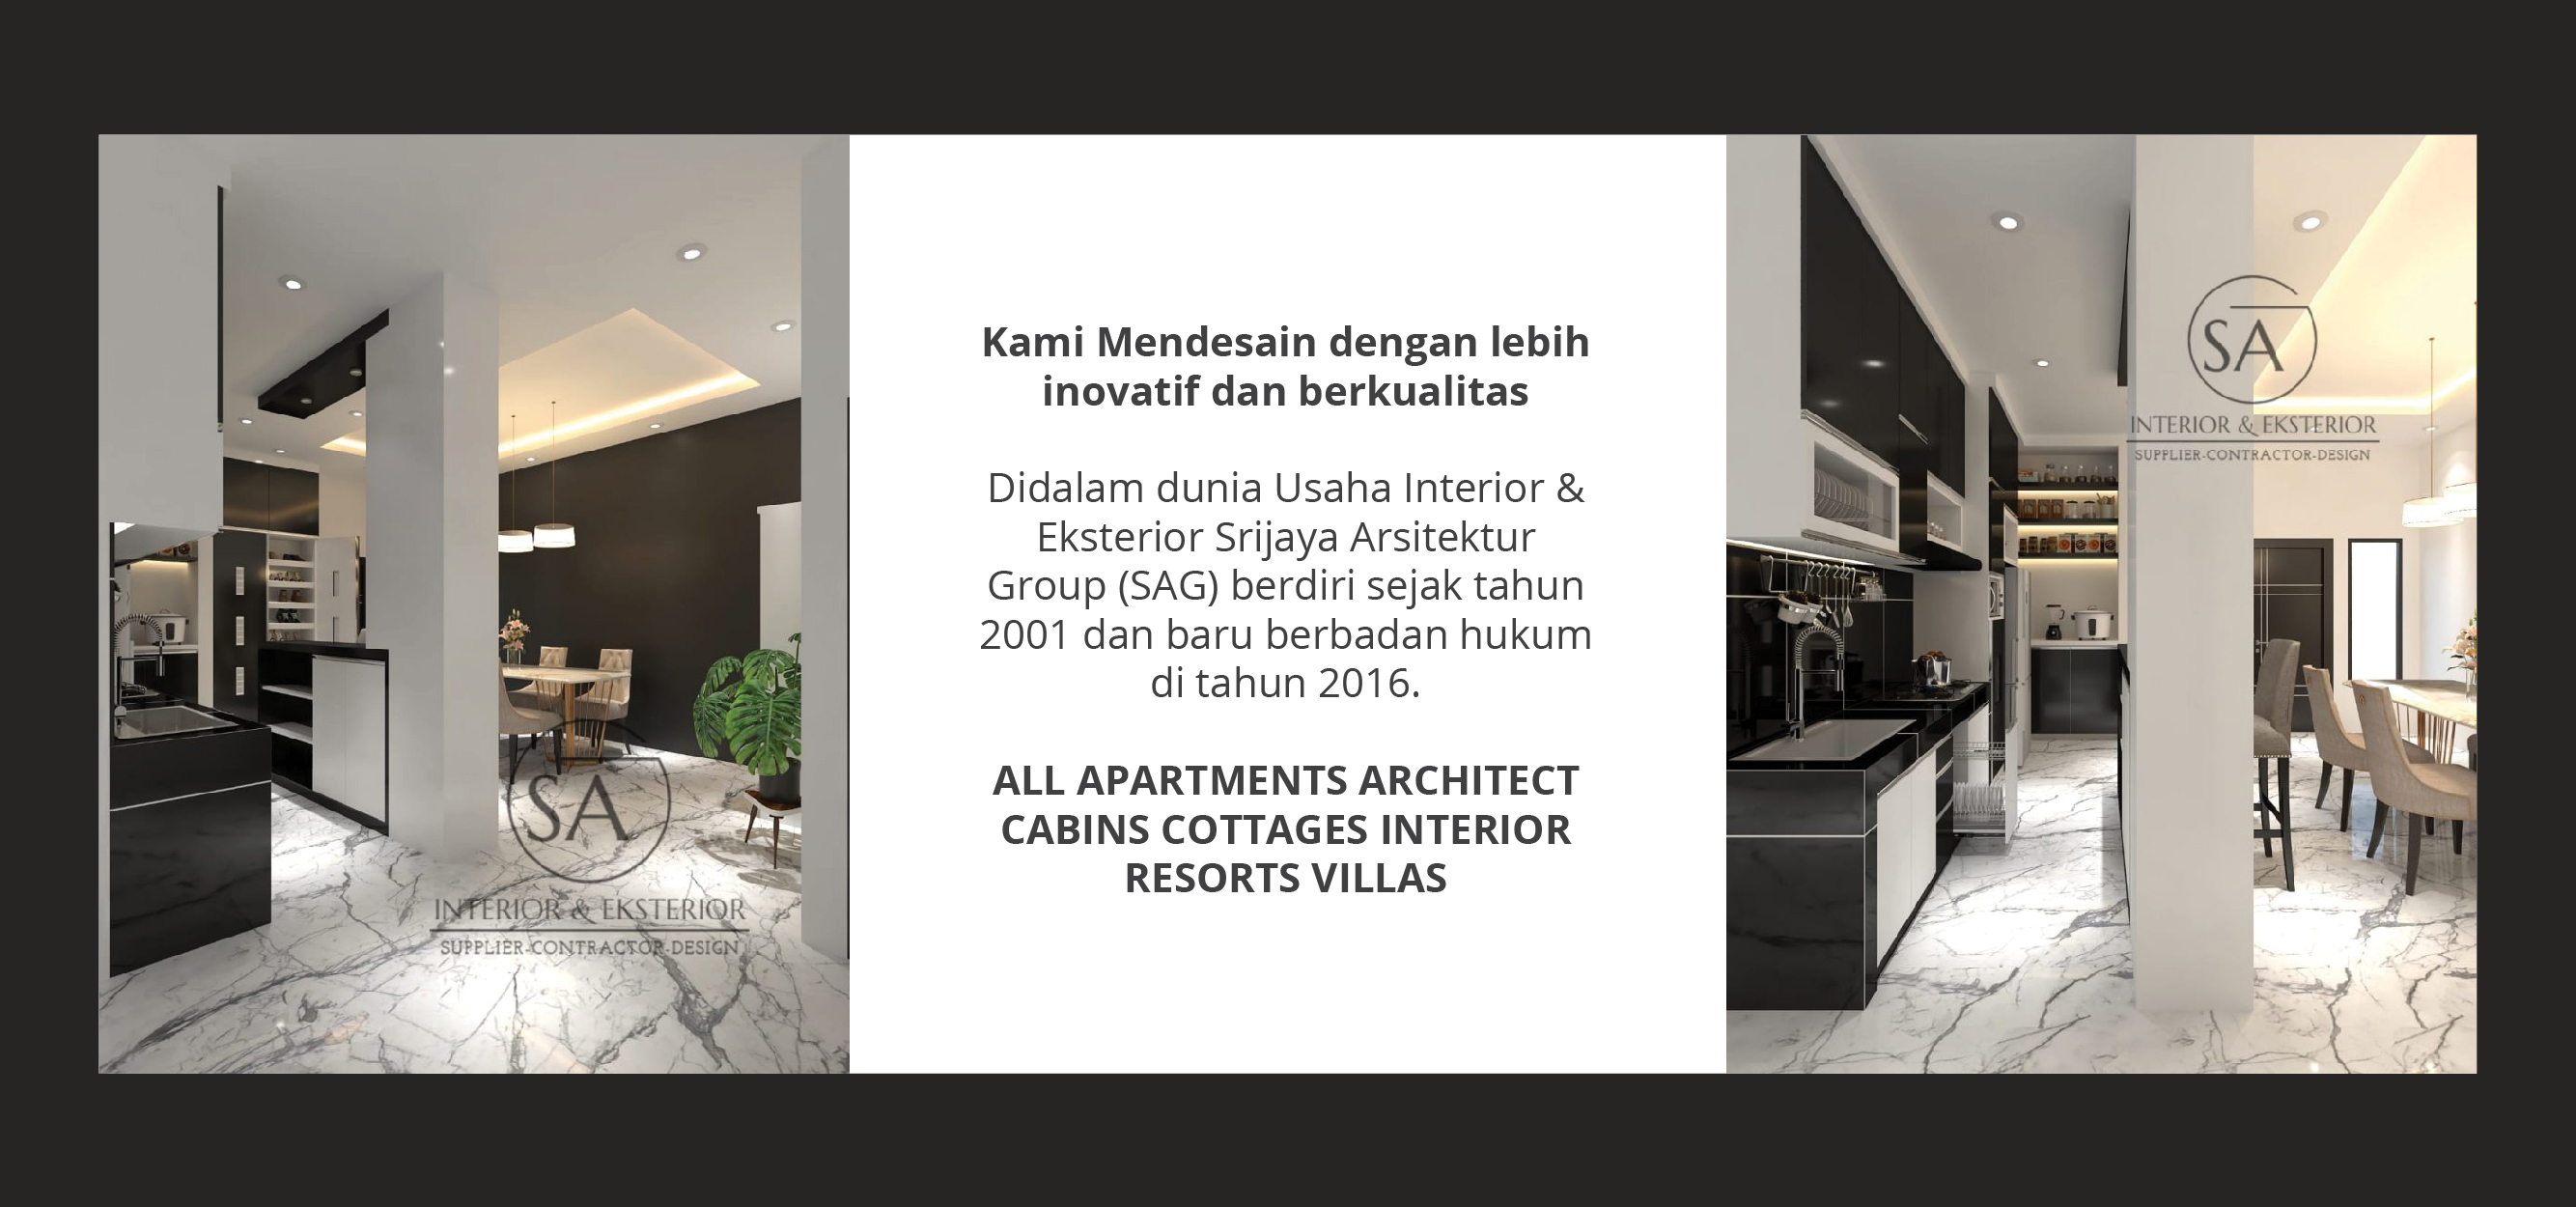 SA
INTERIOR & EKSTERIOR
SUPPLIER-CONTRACTOR-DESIGN
Kami Mendesain dengan lebih
inovatif dan berkualitas
Didalam dunia Usaha Interior &
Eksterior Srijaya Arsitektur
Group (SAG) berdiri sejak tahun
2001 dan baru berbadan hukum
di tahun 2016.
ALL APARTMENTS ARCHITECT
CABINS COTTAGES INTERIOR
RESORTS VILLAS
SA
INTERIOR & EKSTERIOR
SUPPLIER-CONTRACTOR-DESIGN